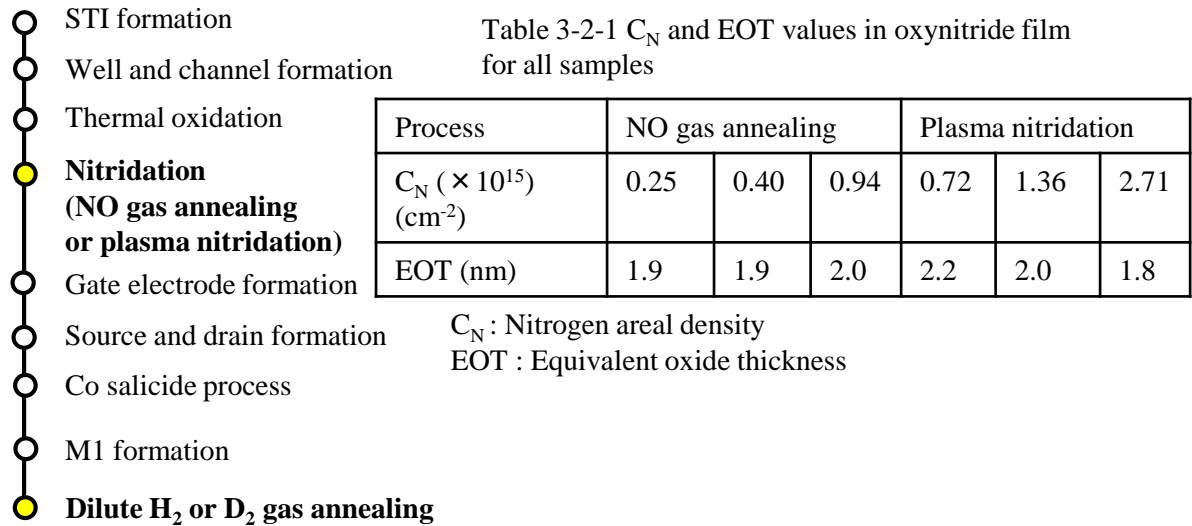 STI formation
Well and channel formation
Thermal oxidation
Nitridation
(NO gas annealing
or plasma nitridation)
Gate electrode formation
Source and drain formation
Co salicide process
M1 formation
Dilute H₂ or D₂ gas annealing
Table 3-2-1 C_N and EOT values in oxynitride film
for all samples
Process NO gas annealing Plasma nitridation
C_N (×10¹⁵) 0.25 0.40 0.94 0.72 1.36 2.71
(cm⁻²)
EOT (nm) 1.9 1.9 2.0 2.2 2.0 1.8
C_N : Nitrogen areal density
EOT : Equivalent oxide thickness